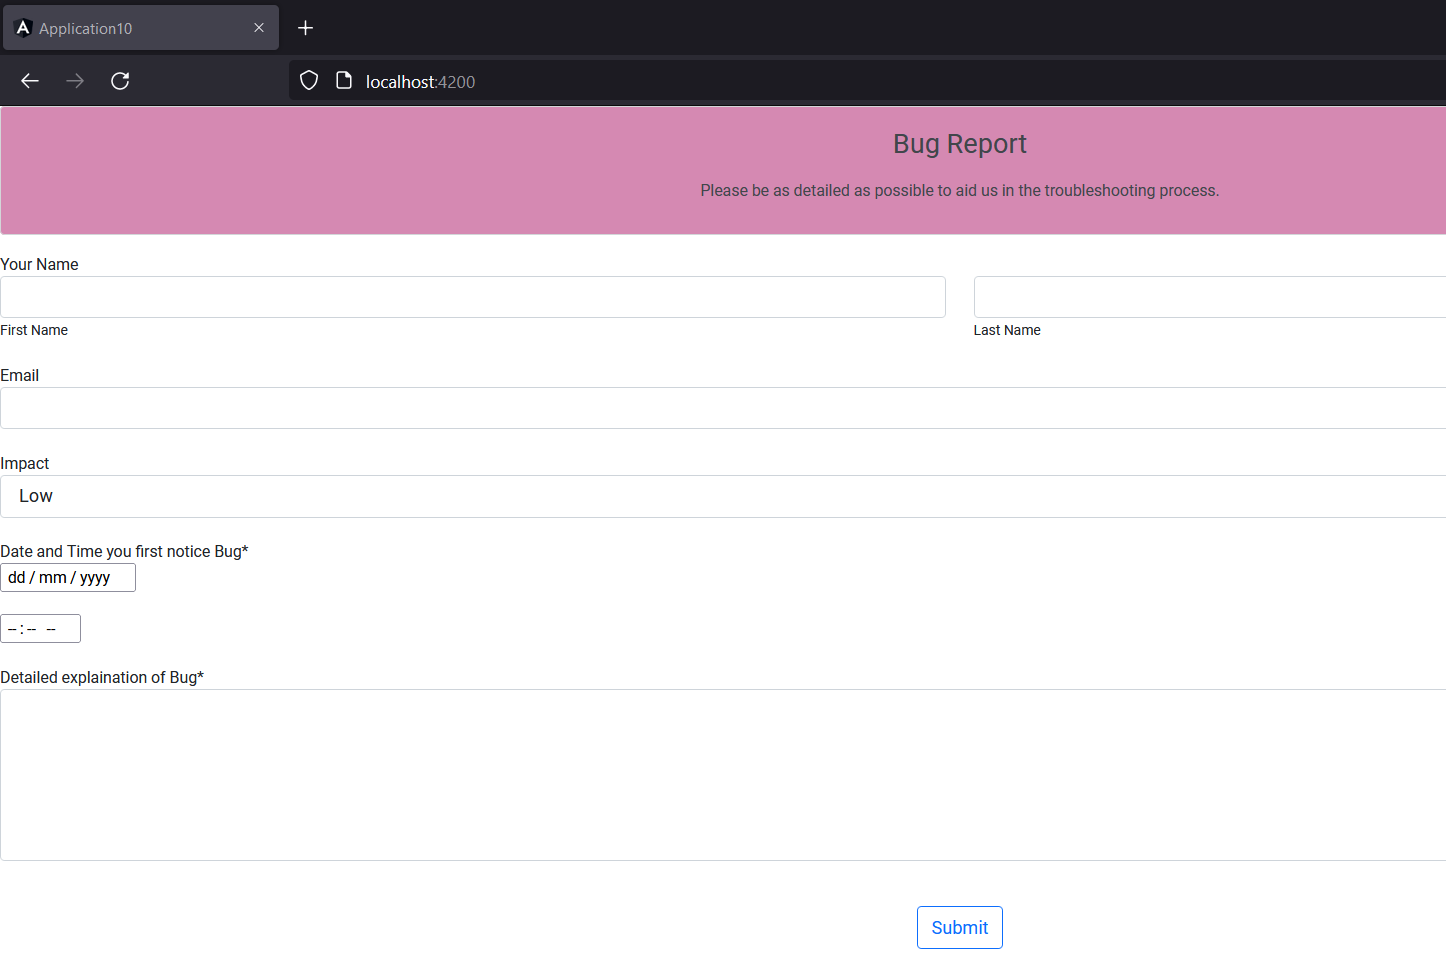 Application10
localhost:4200
Bug Report
Please be as detailed as possible to aid us in the troubleshooting process.
Your Name
First Name
Last Name
Email
Impact
Low
Date and Time you first notice Bug*
dd / mm / yyyy
-- : -- --
Detailed explaination of Bug*
Submit